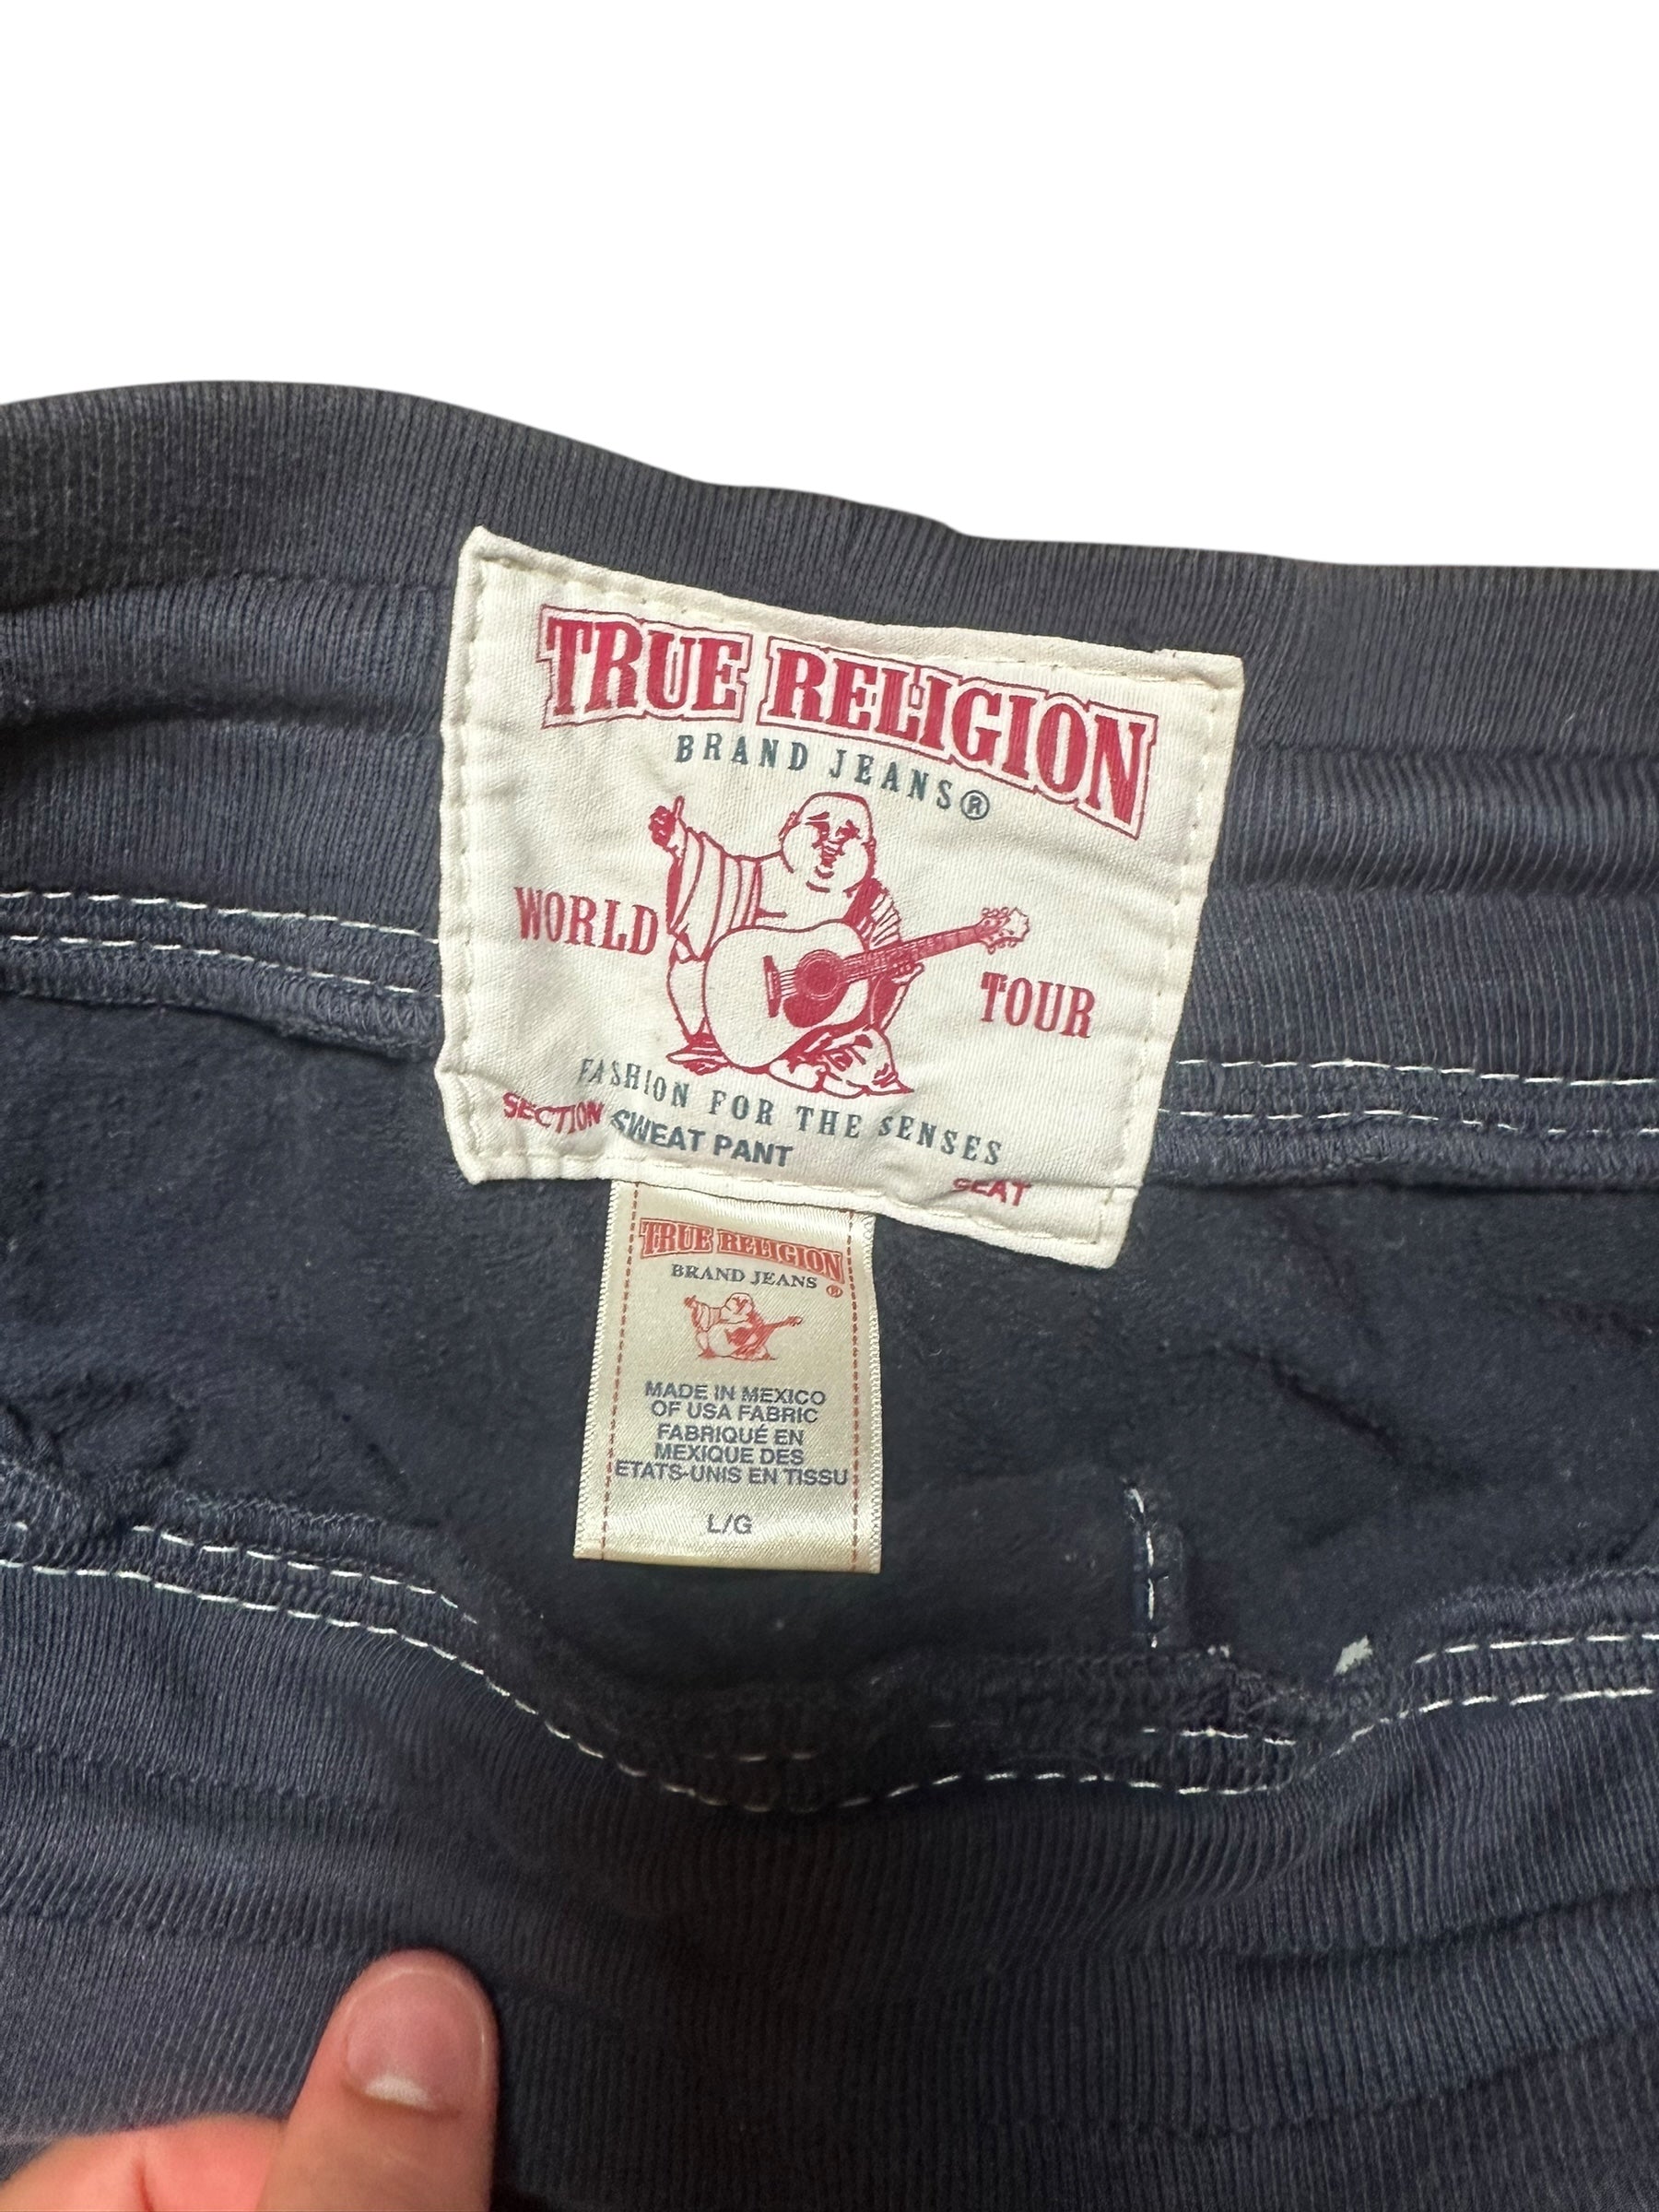 TRUE RELIGION
BRAND JEANS®
WORLD TOUR
FASHION FOR THE SENSES
SECTION SWEAT PANT
SEAT
TRUE RELIGION
BRAND JEANS ®
MADE IN MEXICO
OF USA FABRIC
FABRIQUÉ EN
MEXIQUE DES
ETATS-UNIS EN TISSU
L/G